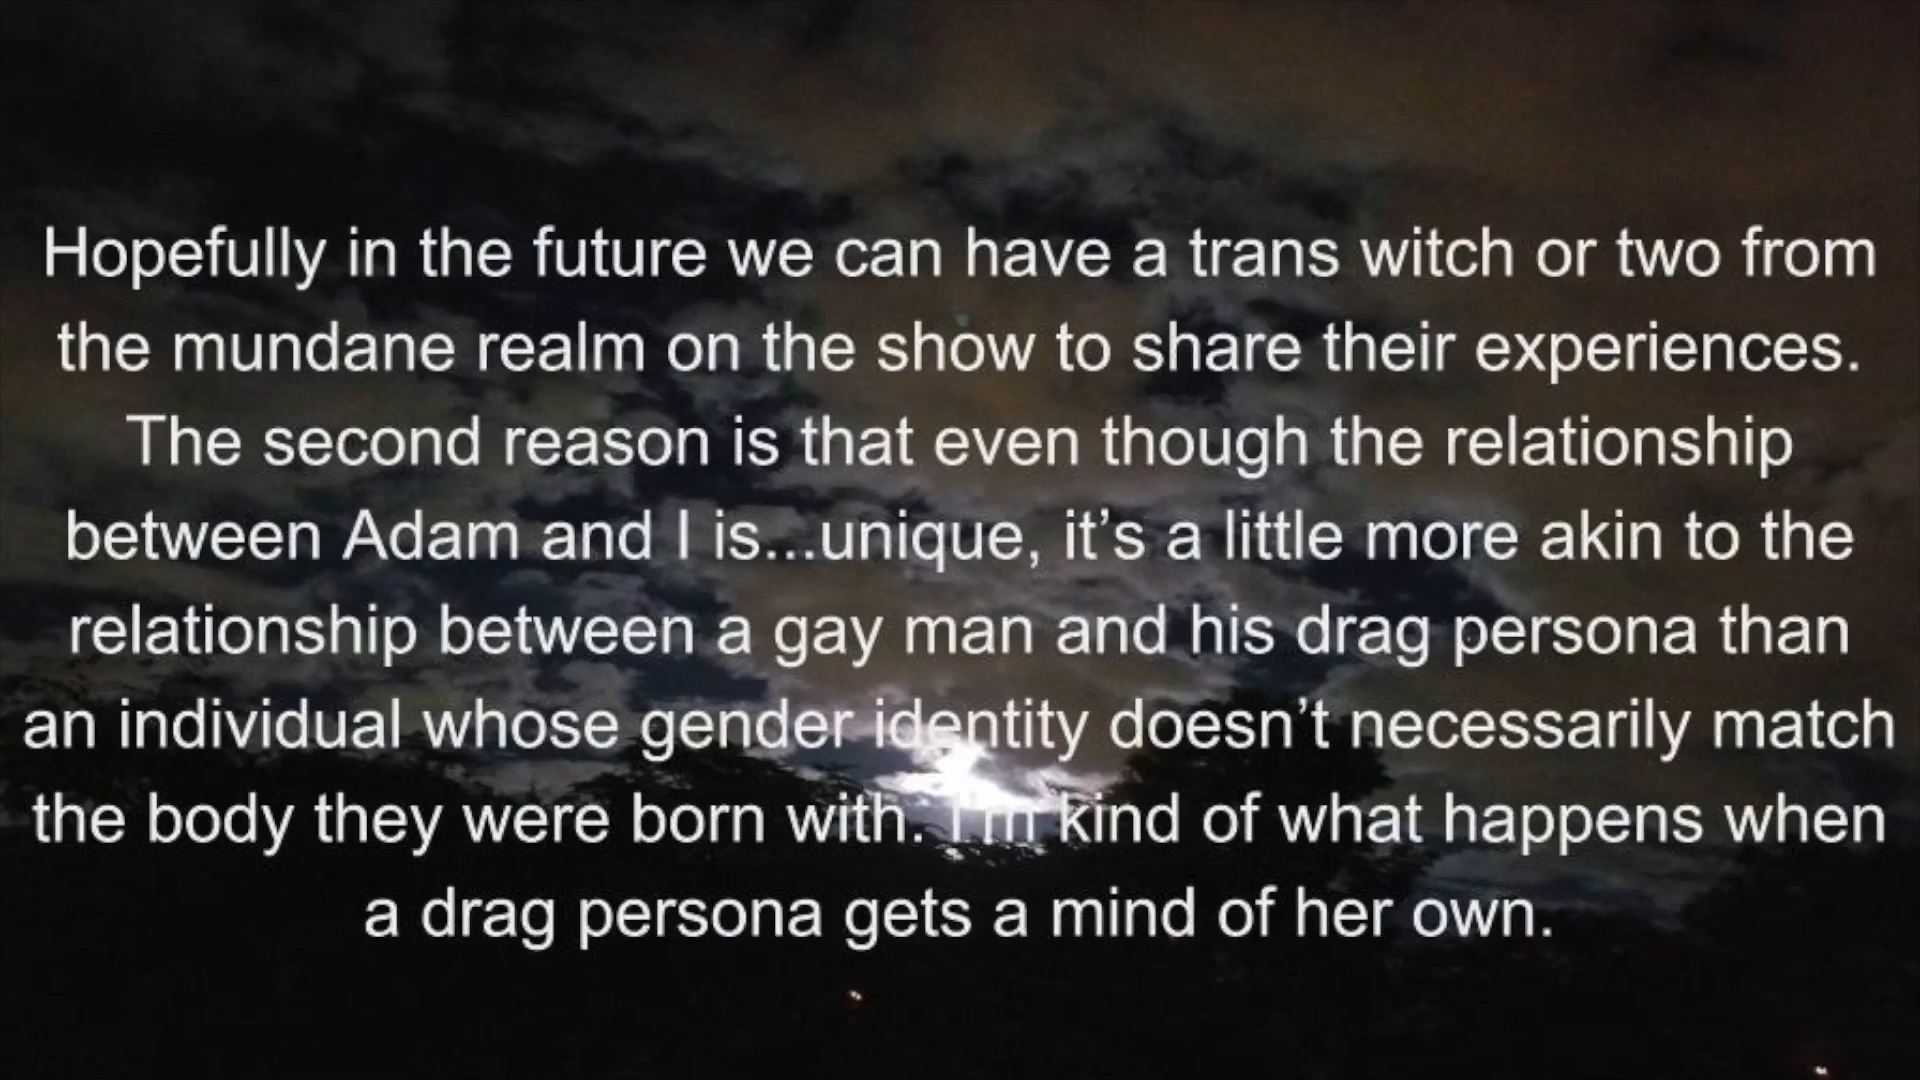 Hopefully in the future we can have a trans witch or two from
the mundane realm on the show to share their experiences.
The second reason is that even though the relationship
between Adam and I is...unique, it’s a little more akin to the
relationship between a gay man and his drag persona than
an individual whose gender identity doesn’t necessarily match
the body they were born with. I'm kind of what happens when
a drag persona gets a mind of her own.